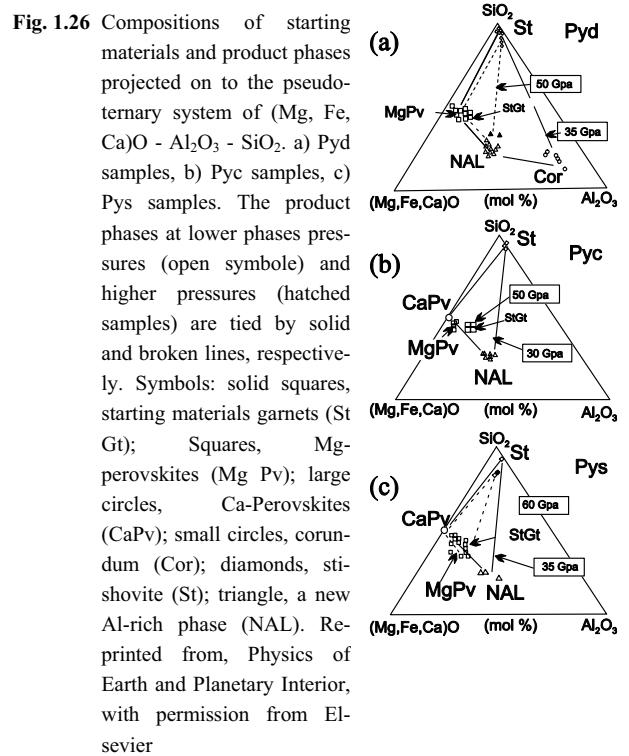 Fig. 1.26 Compositions of starting
materials and product phases
projected on to the pseudo-
ternary system of (Mg, Fe,
Ca)O - Al₂O₃ - SiO₂. a) Pyd
samples, b) Pyc samples, c)
Pys samples. The product
phases at lower phases pres-
sures (open symbole) and
higher pressures (hatched
samples) are tied by solid
and broken lines, respective-
ly. Symbols: solid squares,
starting materials garnets (St
Gt); Squares, Mg-
perovskites (Mg Pv); large
circles, Ca-Perovskites
(CaPv); small circles, corun-
dum (Cor); diamonds, sti-
shovite (St); triangle, a new
Al-rich phase (NAL). Re-
printed from, Physics of
Earth and Planetary Interior,
with permission from El-
sevier
SiO₂
(a)
St
Pyd
50 Gpa
MgPv
StGt
35 Gpa
NAL
Cor
(Mg,Fe,Ca)O
(mol %)
Al₂O₃
SiO₂
(b)
St
Pyc
CaPv
50 Gpa
StGt
MgPv
30 Gpa
NAL
(Mg,Fe,Ca)O
(mol %)
Al₂O₃
SiO₂
St
Pys
(c)
60 Gpa
CaPv
StGt
35 Gpa
MgPv
NAL
(Mg,Fe,Ca)O
(mol %)
Al₂O₃